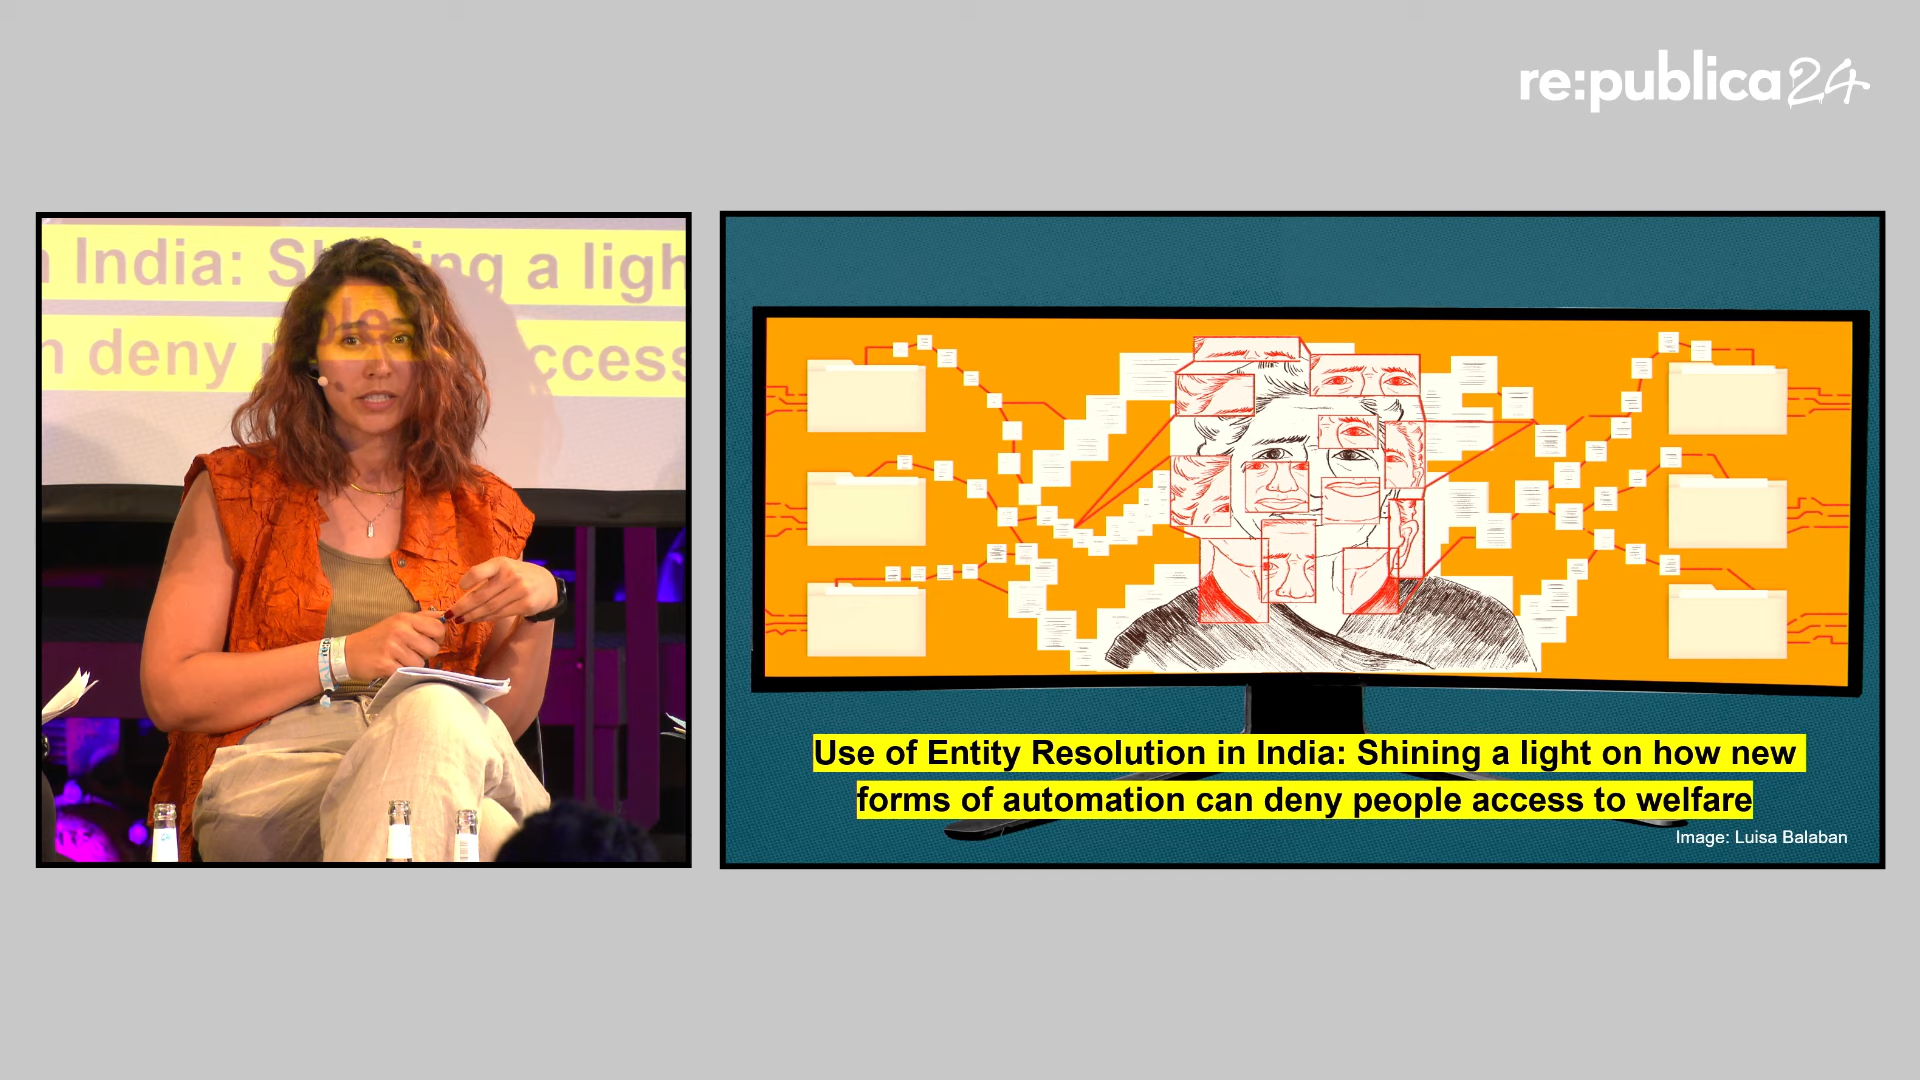 re:publica24
India: Shining a ligh
deny ccess
Use of Entity Resolution in India: Shining a light on how new
forms of automation can deny people access to welfare
Image: Luisa Balaban